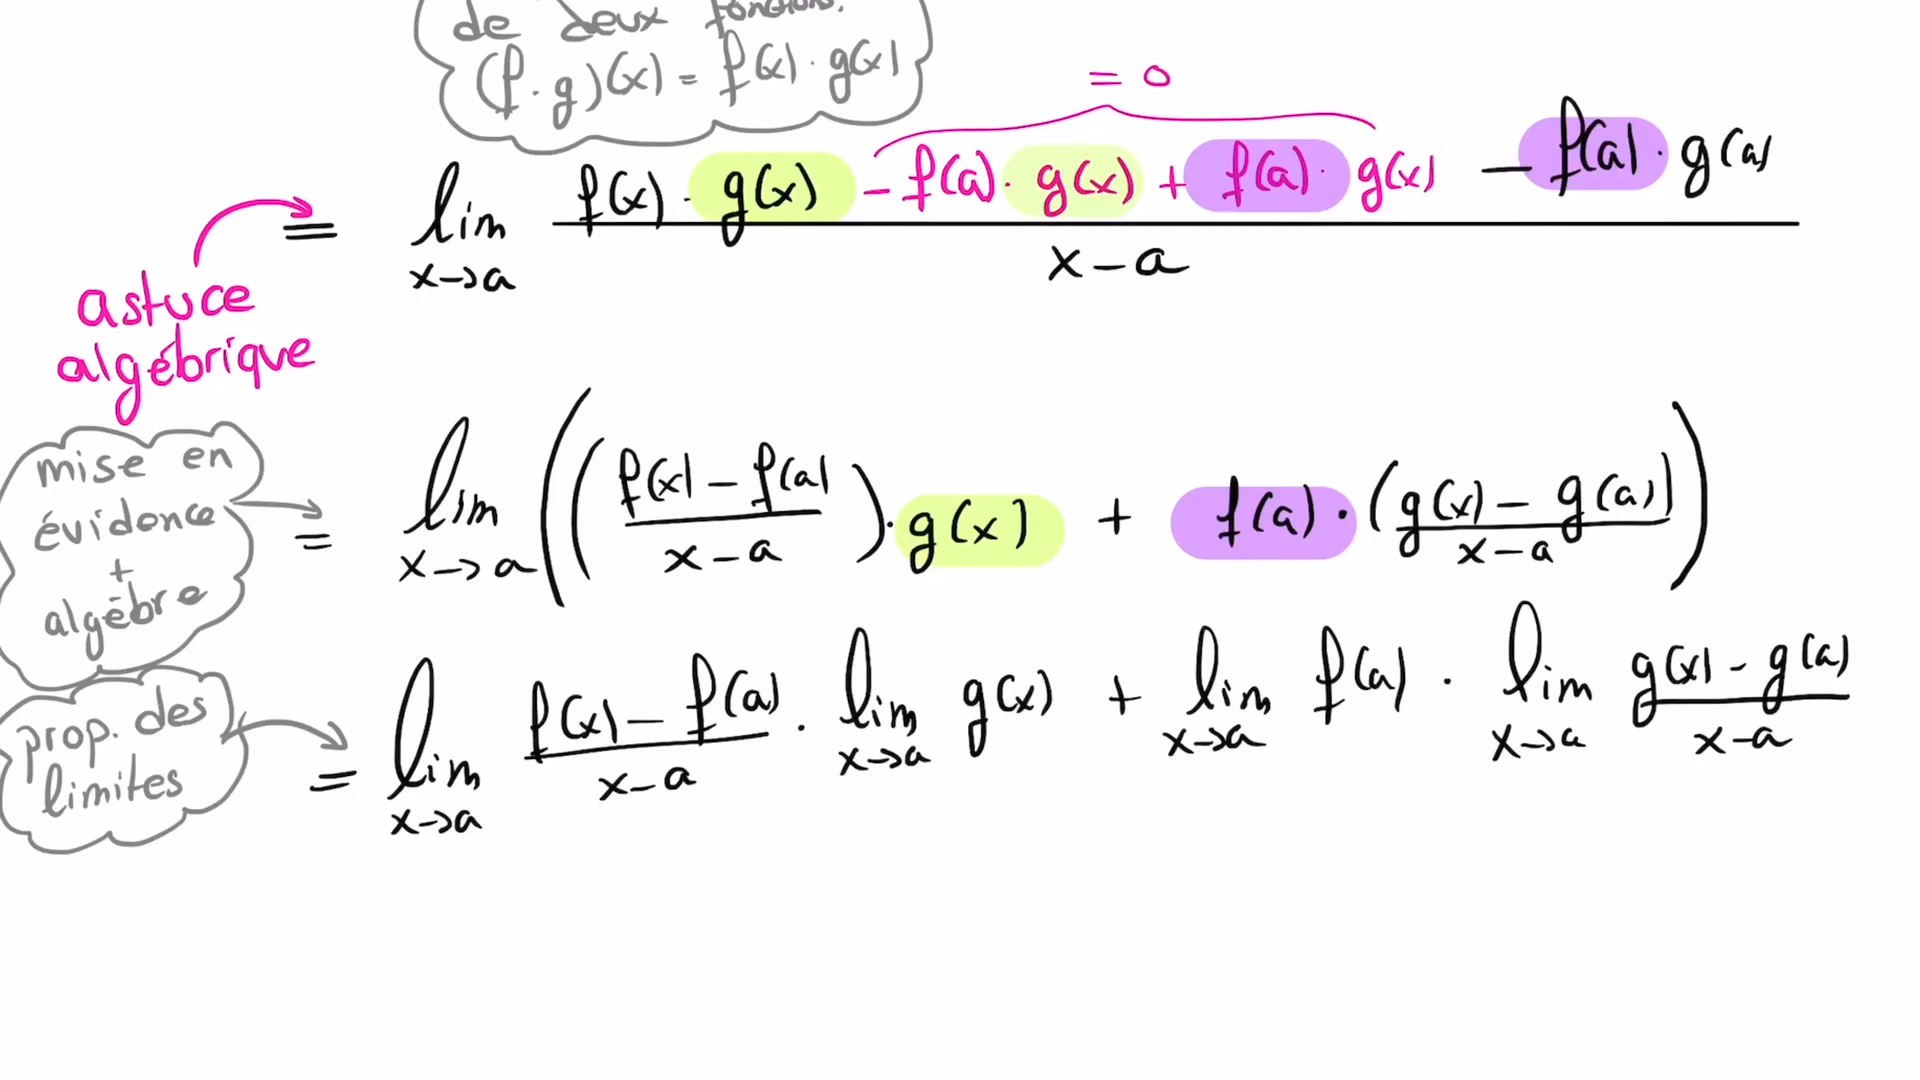 de deux fonctions.
(f · g)(x) = f(x) · g(x)
= 0
= lim x→a (f(x) · g(x) − f(a) · g(x) + f(a) · g(x) − f(a) · g(a)) / (x − a)
astuce
algébrique
mise en
évidence
+
algèbre
= lim x→a (((f(x) − f(a)) / (x − a)) · g(x) + f(a) · ((g(x) − g(a)) / (x − a)))
prop. des
limites
= lim x→a (f(x) − f(a)) / (x − a) · lim x→a g(x) + lim x→a f(a) · lim x→a (g(x) − g(a)) / (x − a)